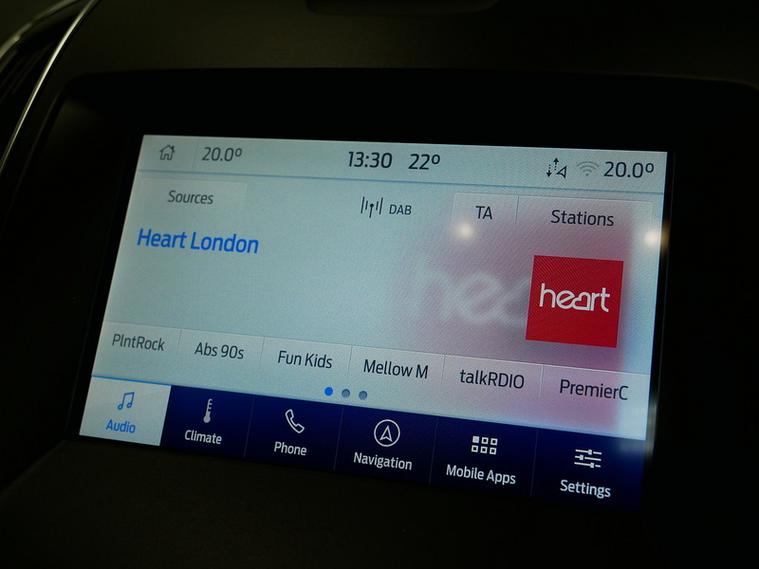 20.0° 13:30 22° 20.0°
Sources DAB TA Stations
Heart London
heart
PlntRock Abs 90s Fun Kids Mellow M talkRDIO PremierC
Audio Climate Phone Navigation Mobile Apps Settings